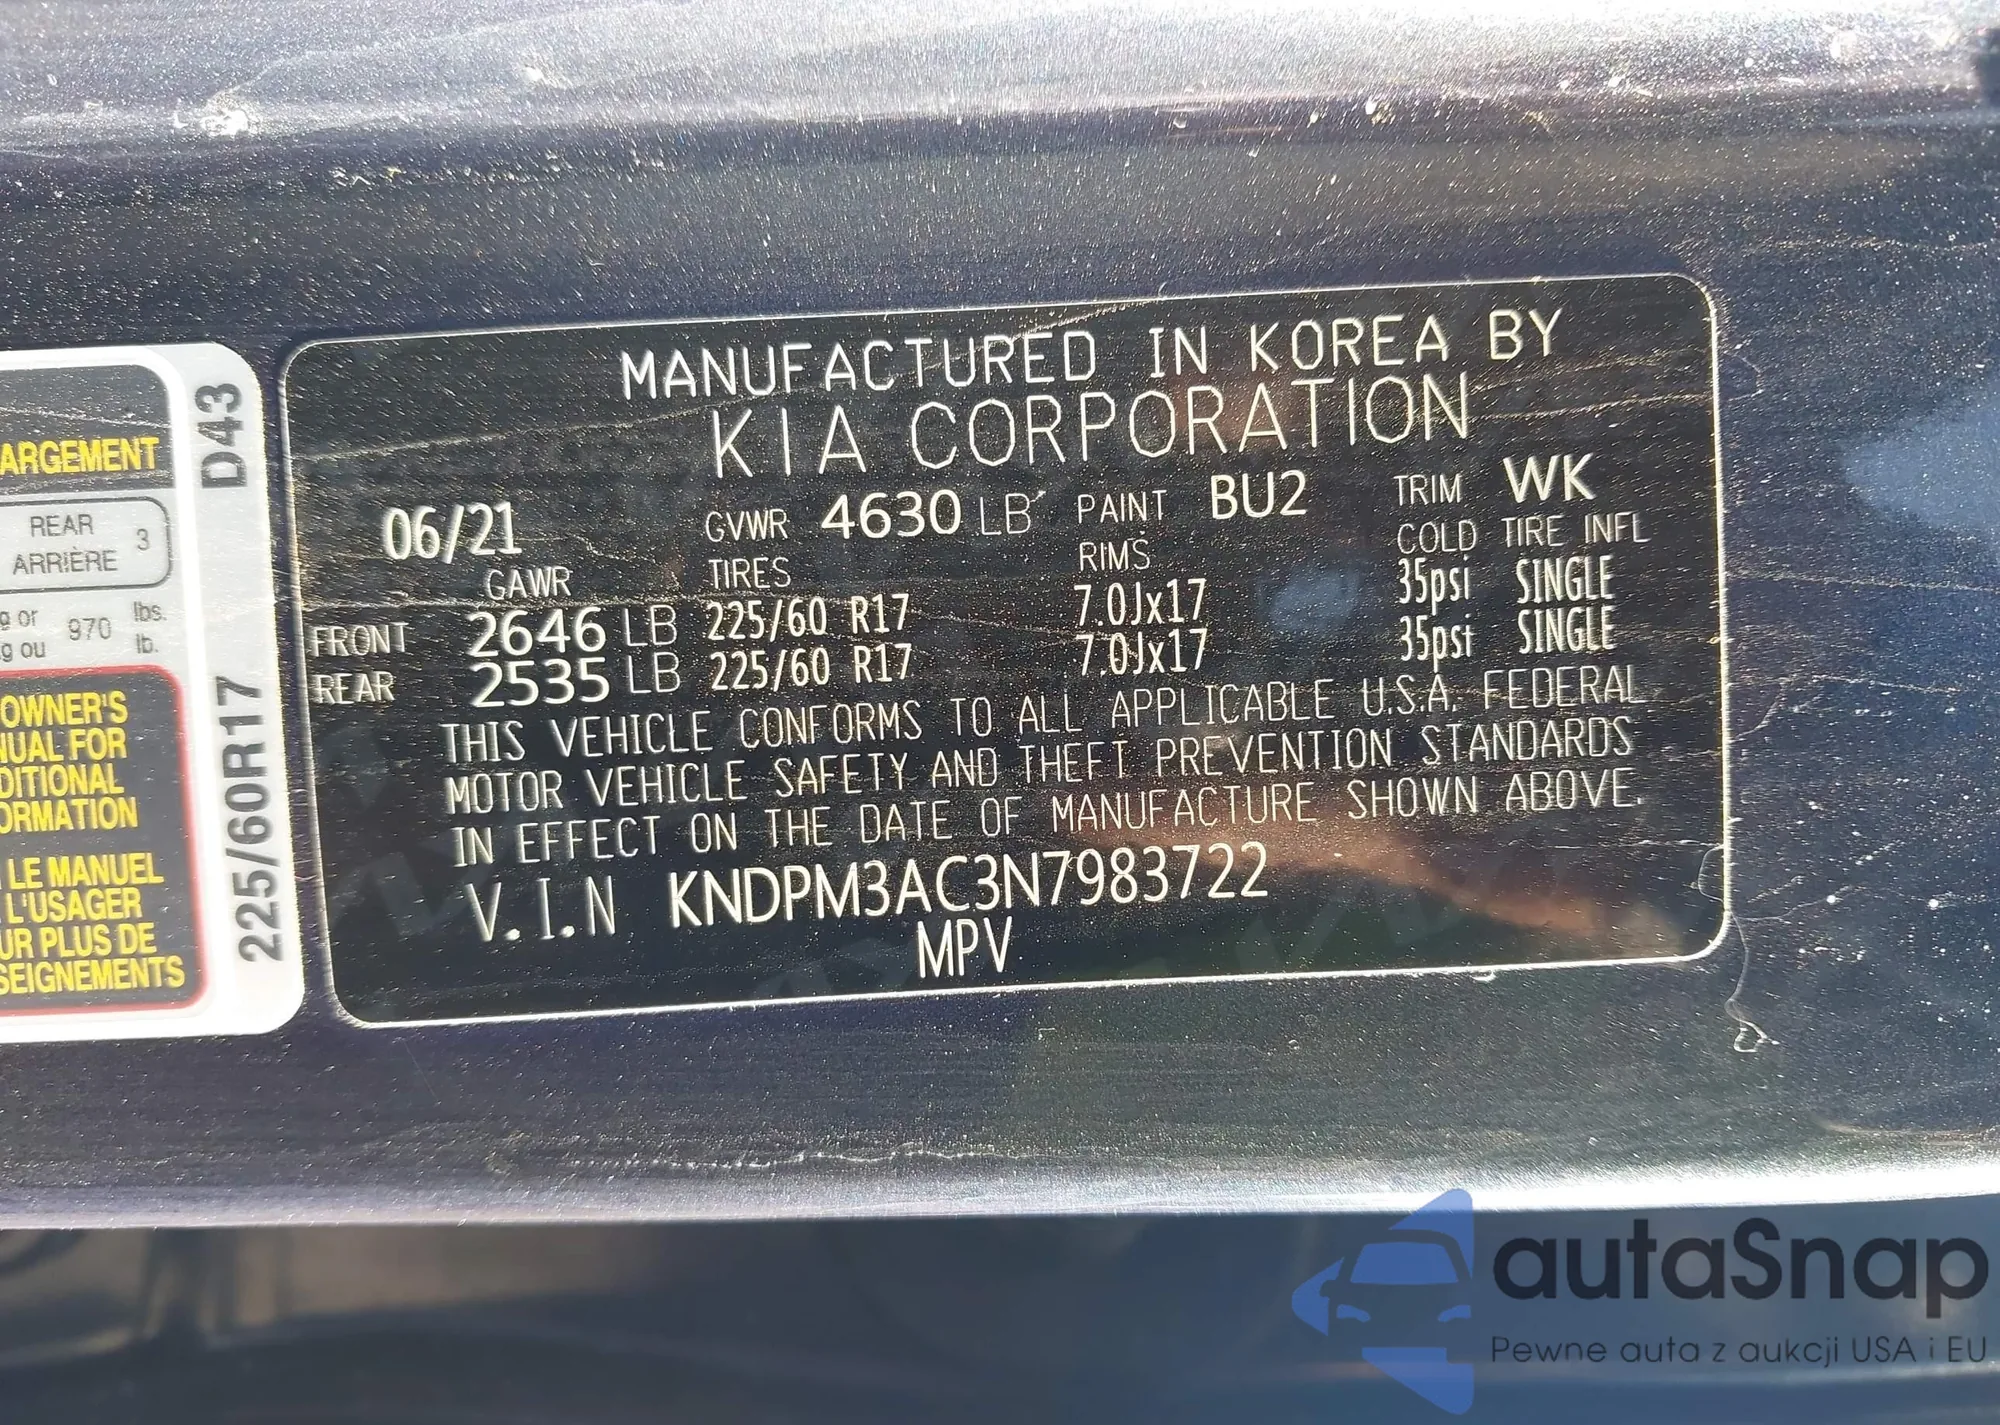 ARGEMENT
REAR
ARRIÈRE 3
g or 970 lbs.
g ou lb.
OWNER'S
NUAL FOR
DITIONAL
ORMATION
LE MANUEL
L'USAGER
UR PLUS DE
SEIGNEMENTS
D43
225/60R17
MANUFACTURED IN KOREA BY
KIA CORPORATION
06/21 GVWR 4630 LB PAINT BU2 TRIM WK
GAWR TIRES RIMS COLD TIRE INFL
FRONT 2646 LB 225/60 R17 7.0Jx17 35psi SINGLE
REAR 2535 LB 225/60 R17 7.0Jx17 35psi SINGLE
THIS VEHICLE CONFORMS TO ALL APPLICABLE U.S.A. FEDERAL
MOTOR VEHICLE SAFETY AND THEFT PREVENTION STANDARDS
IN EFFECT ON THE DATE OF MANUFACTURE SHOWN ABOVE.
V.I.N KNDPM3AC3N7983722
MPV
autaSnap
Pewne auta z aukcji USA i EU